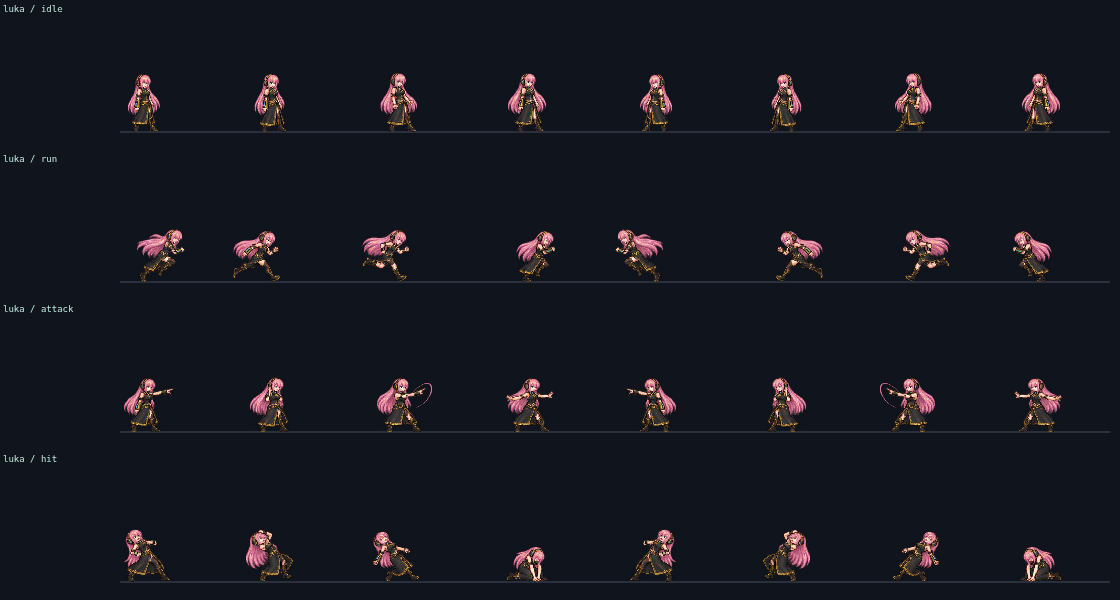 luka / idle
luka / run
luka / attack
luka / hit